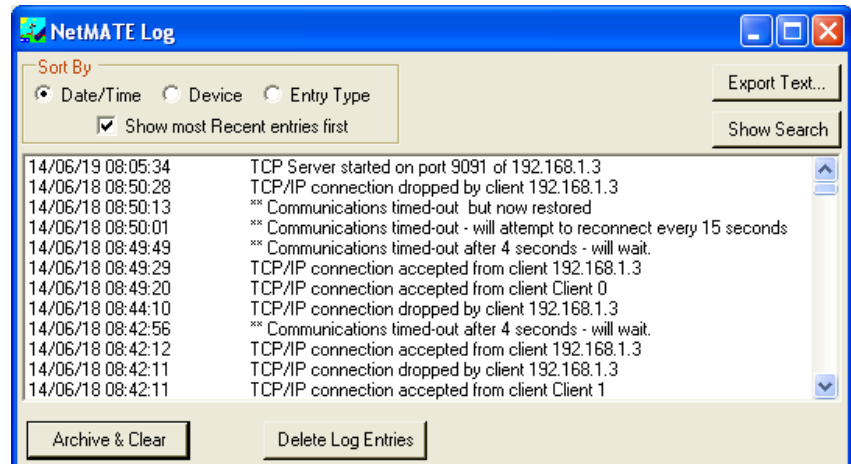 NetMATE Log
Sort By
Date/Time Device Entry Type
Show most Recent entries first
Export Text...
Show Search
14/06/19 08:05:34 TCP Server started on port 9091 of 192.168.1.3
14/06/18 08:50:28 TCP/IP connection dropped by client 192.168.1.3
14/06/18 08:50:13 ** Communications timed-out but now restored
14/06/18 08:50:01 ** Communications timed-out - will attempt to reconnect every 15 seconds
14/06/18 08:49:49 ** Communications timed-out after 4 seconds - will wait.
14/06/18 08:49:29 TCP/IP connection accepted from client 192.168.1.3
14/06/18 08:49:20 TCP/IP connection accepted from client Client 0
14/06/18 08:44:10 TCP/IP connection dropped by client 192.168.1.3
14/06/18 08:42:56 ** Communications timed-out after 4 seconds - will wait.
14/06/18 08:42:12 TCP/IP connection accepted from client 192.168.1.3
14/06/18 08:42:11 TCP/IP connection dropped by client 192.168.1.3
14/06/18 08:42:11 TCP/IP connection accepted from client Client 1
Archive & Clear Delete Log Entries